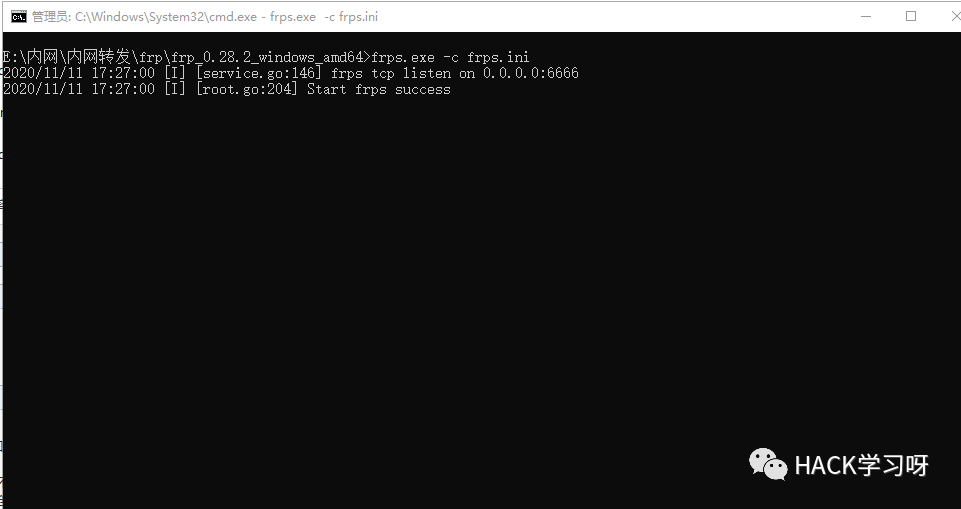 管理员: C:\Windows\System32\cmd.exe - frps.exe  -c frps.ini
E:\内网\内网转发\frp\frp_0.28.2_windows_amd64>frps.exe -c frps.ini
2020/11/11 17:27:00 [I] [service.go:146] frps tcp listen on 0.0.0.0:6666
2020/11/11 17:27:00 [I] [root.go:204] Start frps success
HACK学习呀